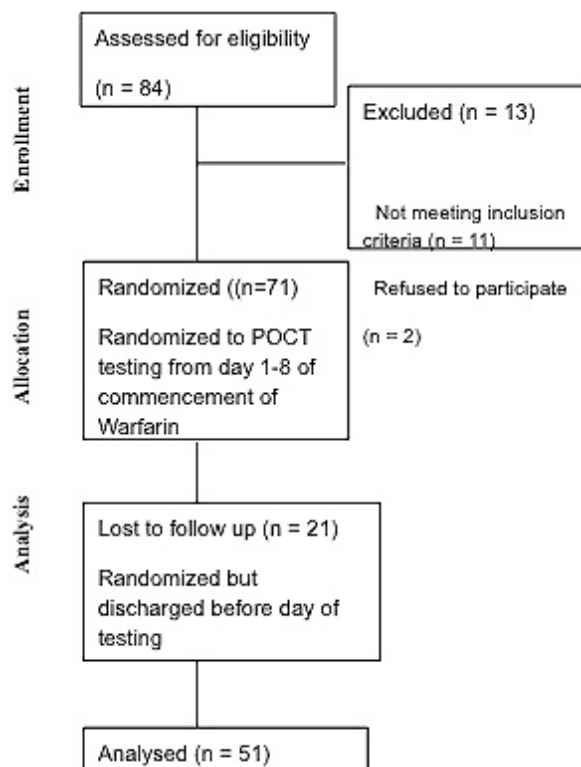 Assessed for eligibility
(n = 84)
Enrollment
Excluded (n = 13)
Not meeting inclusion
criteria (n = 11)
Refused to participate
(n = 2)
Allocation
Randomized ((n=71)
Randomized to POCT
testing from day 1-8 of
commencement of
Warfarin
Analysis
Lost to follow up (n = 21)
Randomized but
discharged before day of
testing
Analysed (n = 51)